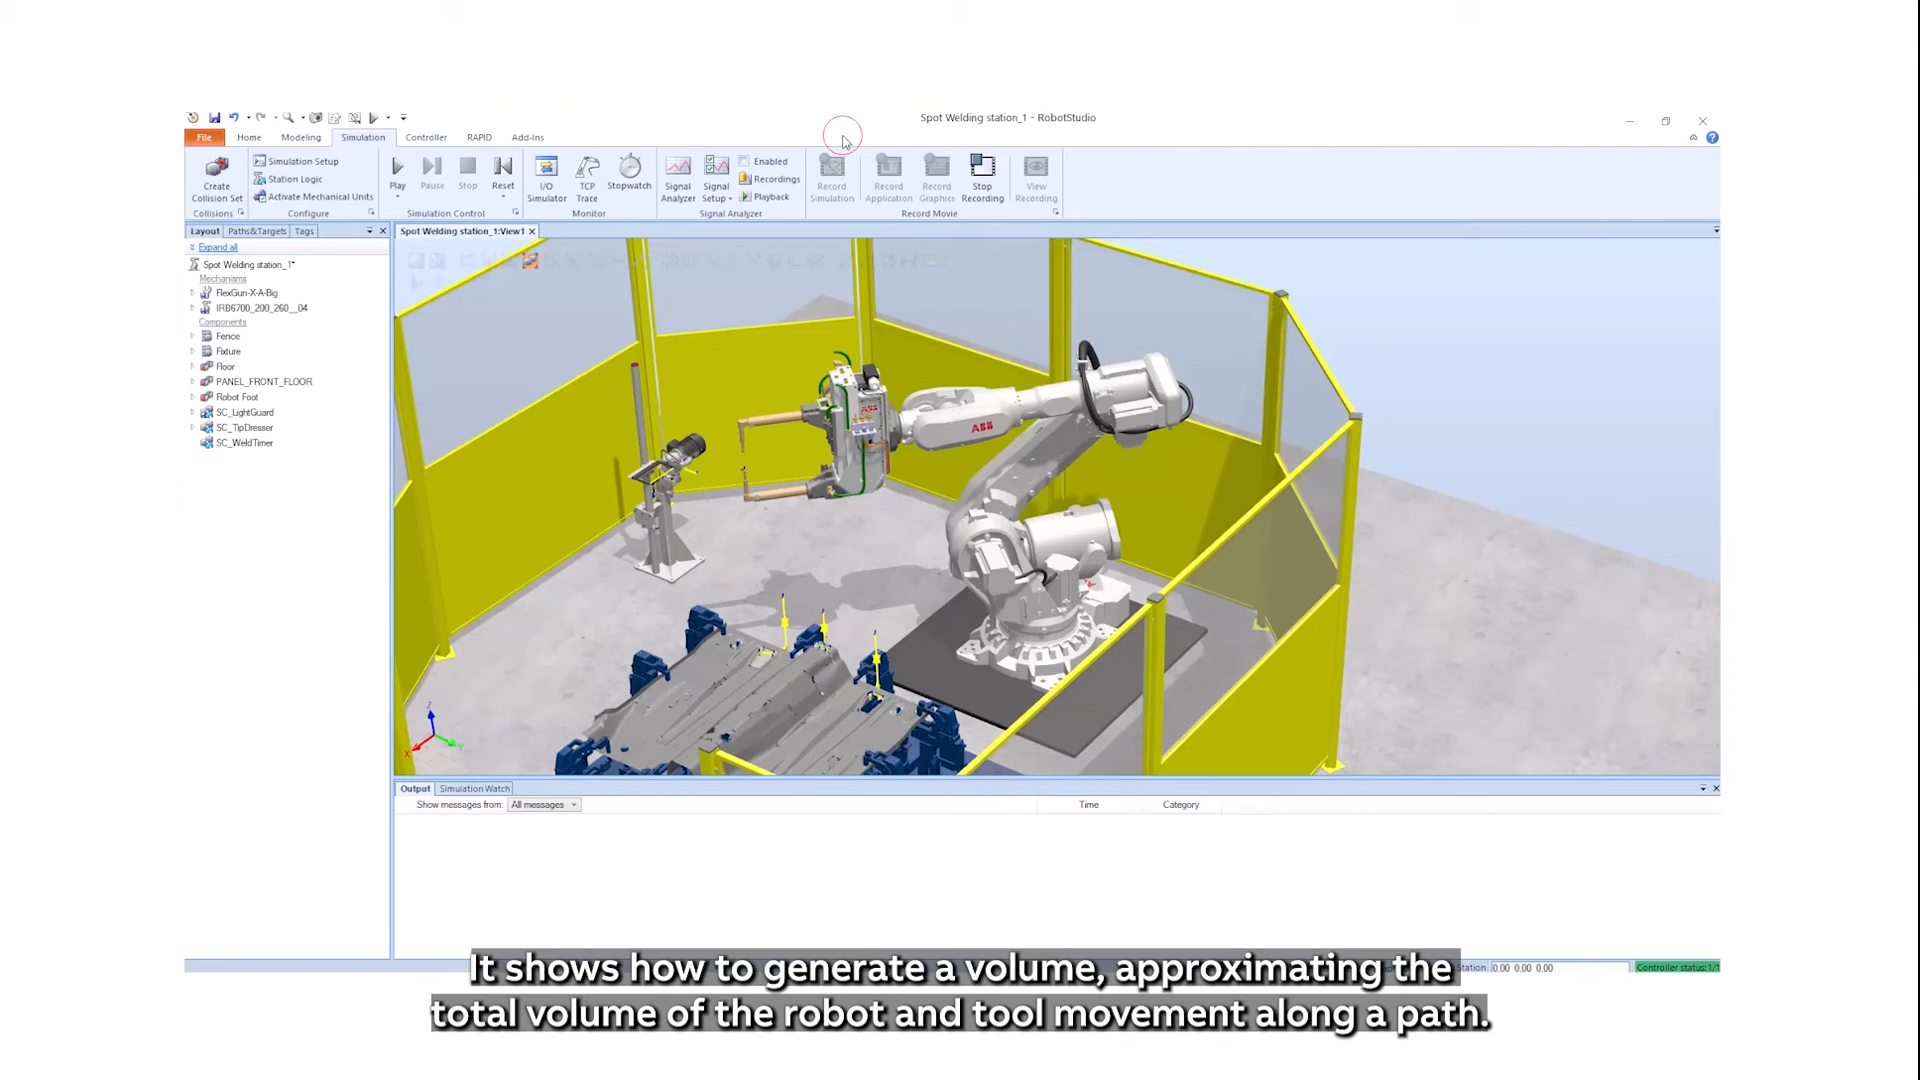 Spot Welding station_1 - RobotStudio
File Home Modeling Simulation Controller RAPID Add-Ins
Create Collision Set
Collisions
Simulation Setup
Station Logic
Activate Mechanical Units
Configure
Play Pause Stop Reset
Simulation Control
I/O Simulator
TCP Trace
Stopwatch
Monitor
Signal Analyzer
Signal Setup
Enabled
Recordings
Playback
Signal Analyzer
Record Simulation
Record Application
Record Graphics
Stop Recording
View Recording
Record Movie
Layout Paths&Targets Tags
Expand all
Spot Welding station_1*
Mechanisms
FlexGun-X-A-Big
IRB6700_200_260__04
Components
Fence
Fixture
Floor
PANEL_FRONT_FLOOR
Robot Foot
SC_LightGuard
SC_TipDresser
SC_WeldTimer
Spot Welding station_1:View1
ABB
ABB
Z
X
Y
Output Simulation Watch
Show messages from: All messages Time Category
Station 0.00 0.00 0.00 Controller status: 1/1
It shows how to generate a volume, approximating the
total volume of the robot and tool movement along a path.